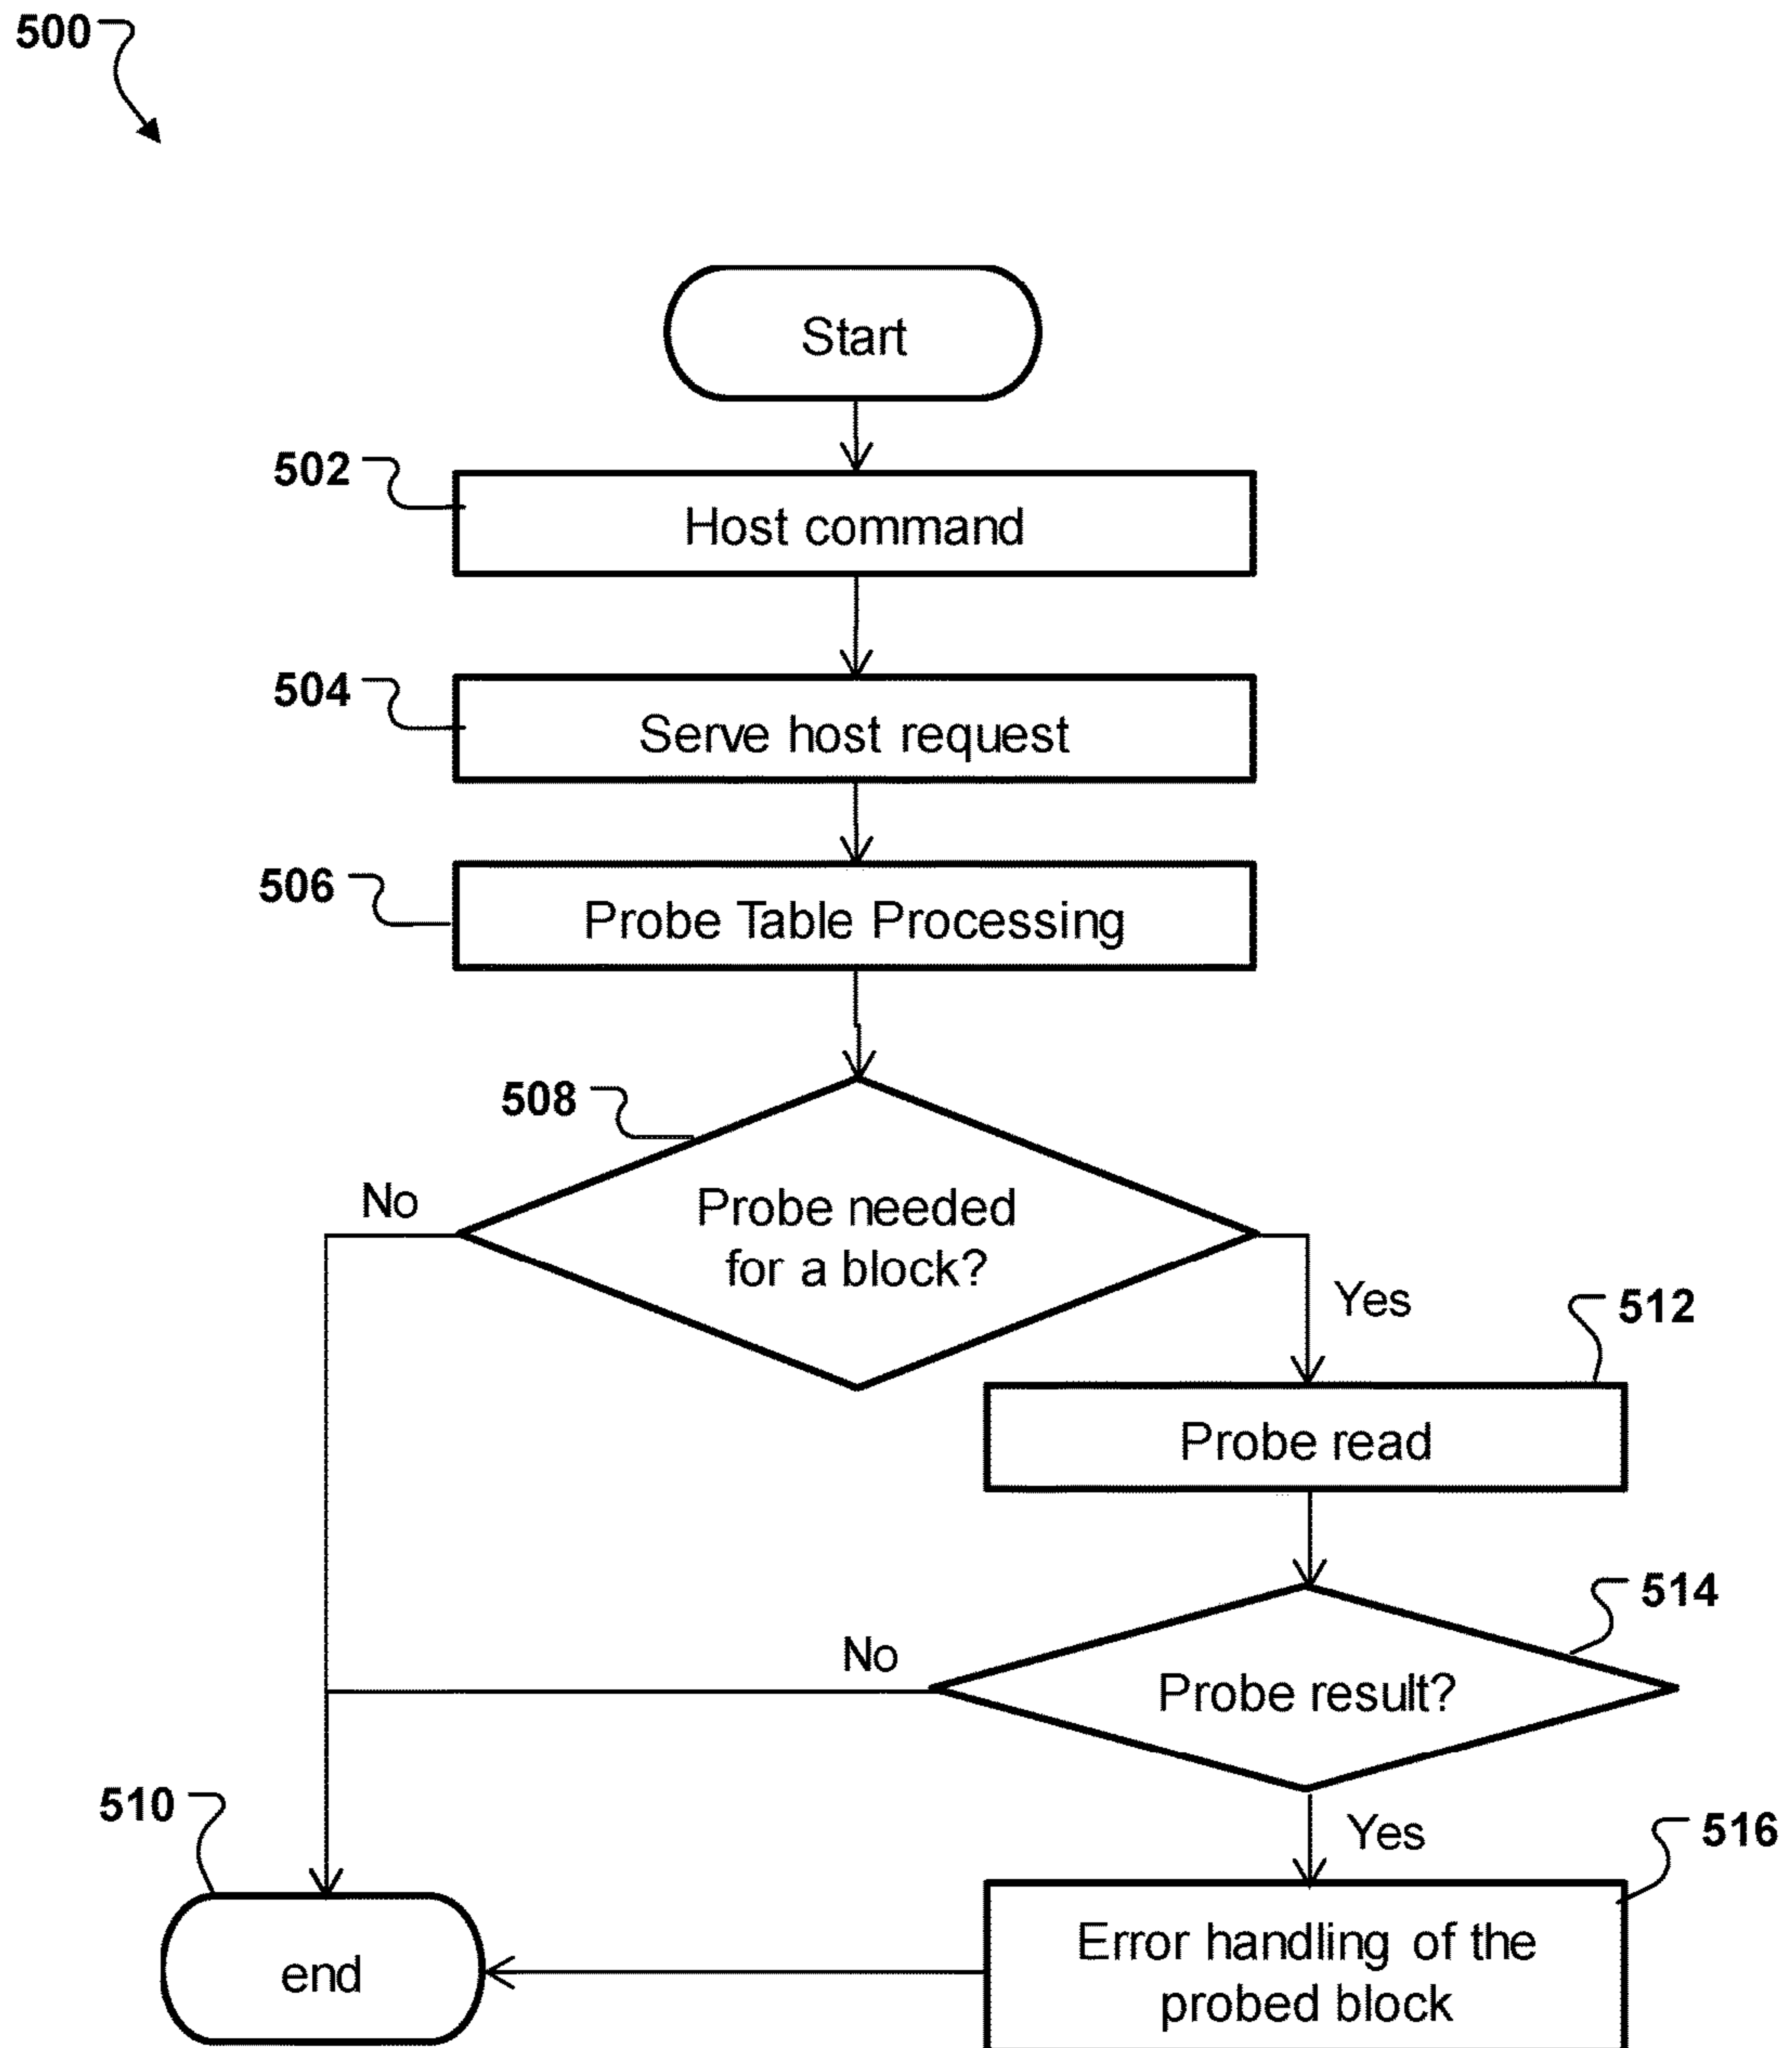 500
Start
502
Host command
504
Serve host request
506
Probe Table Processing
508
No
Probe needed
for a block?
Yes
512
Probe read
514
No
Probe result?
510
Yes
516
end
Error handling of the
probed block